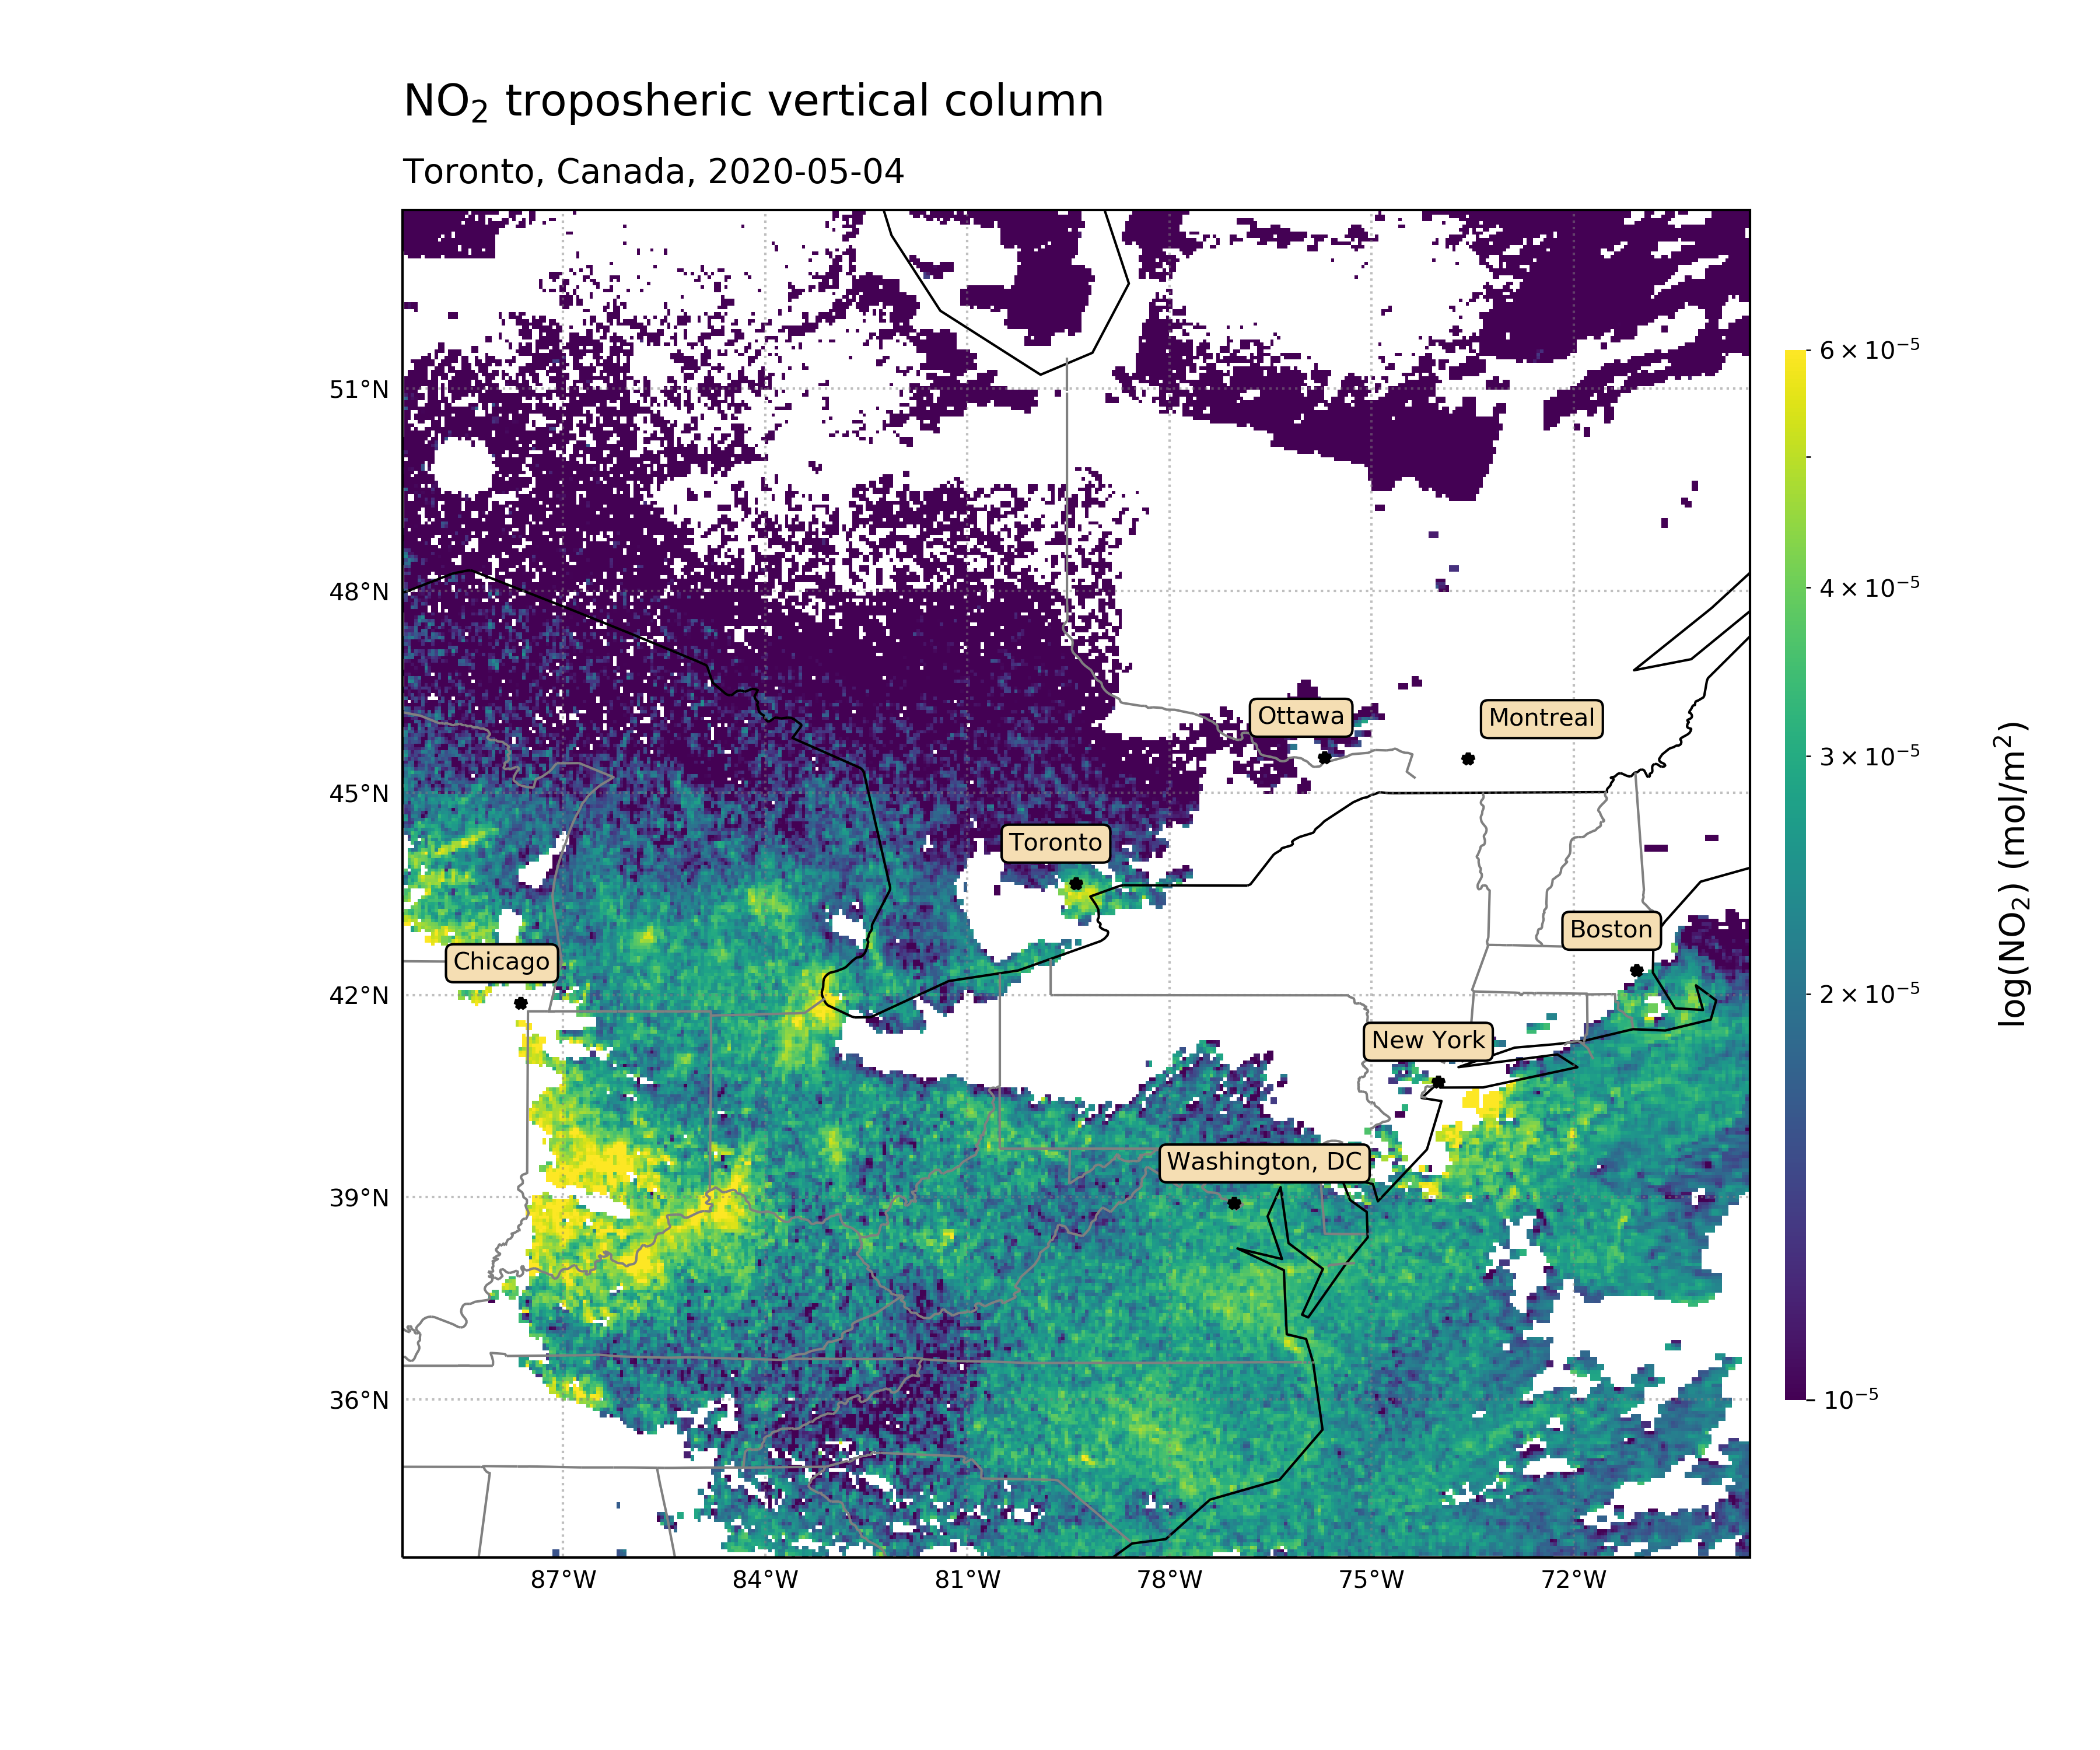 NO₂ troposheric vertical column
Toronto, Canada, 2020-05-04
51°N
48°N
45°N
42°N
39°N
36°N
87°W
84°W
81°W
78°W
75°W
72°W
Ottawa
Montreal
Toronto
Boston
Chicago
New York
Washington, DC
6 × 10⁻⁵
4 × 10⁻⁵
3 × 10⁻⁵
2 × 10⁻⁵
10⁻⁵
log(NO₂) (mol/m²)